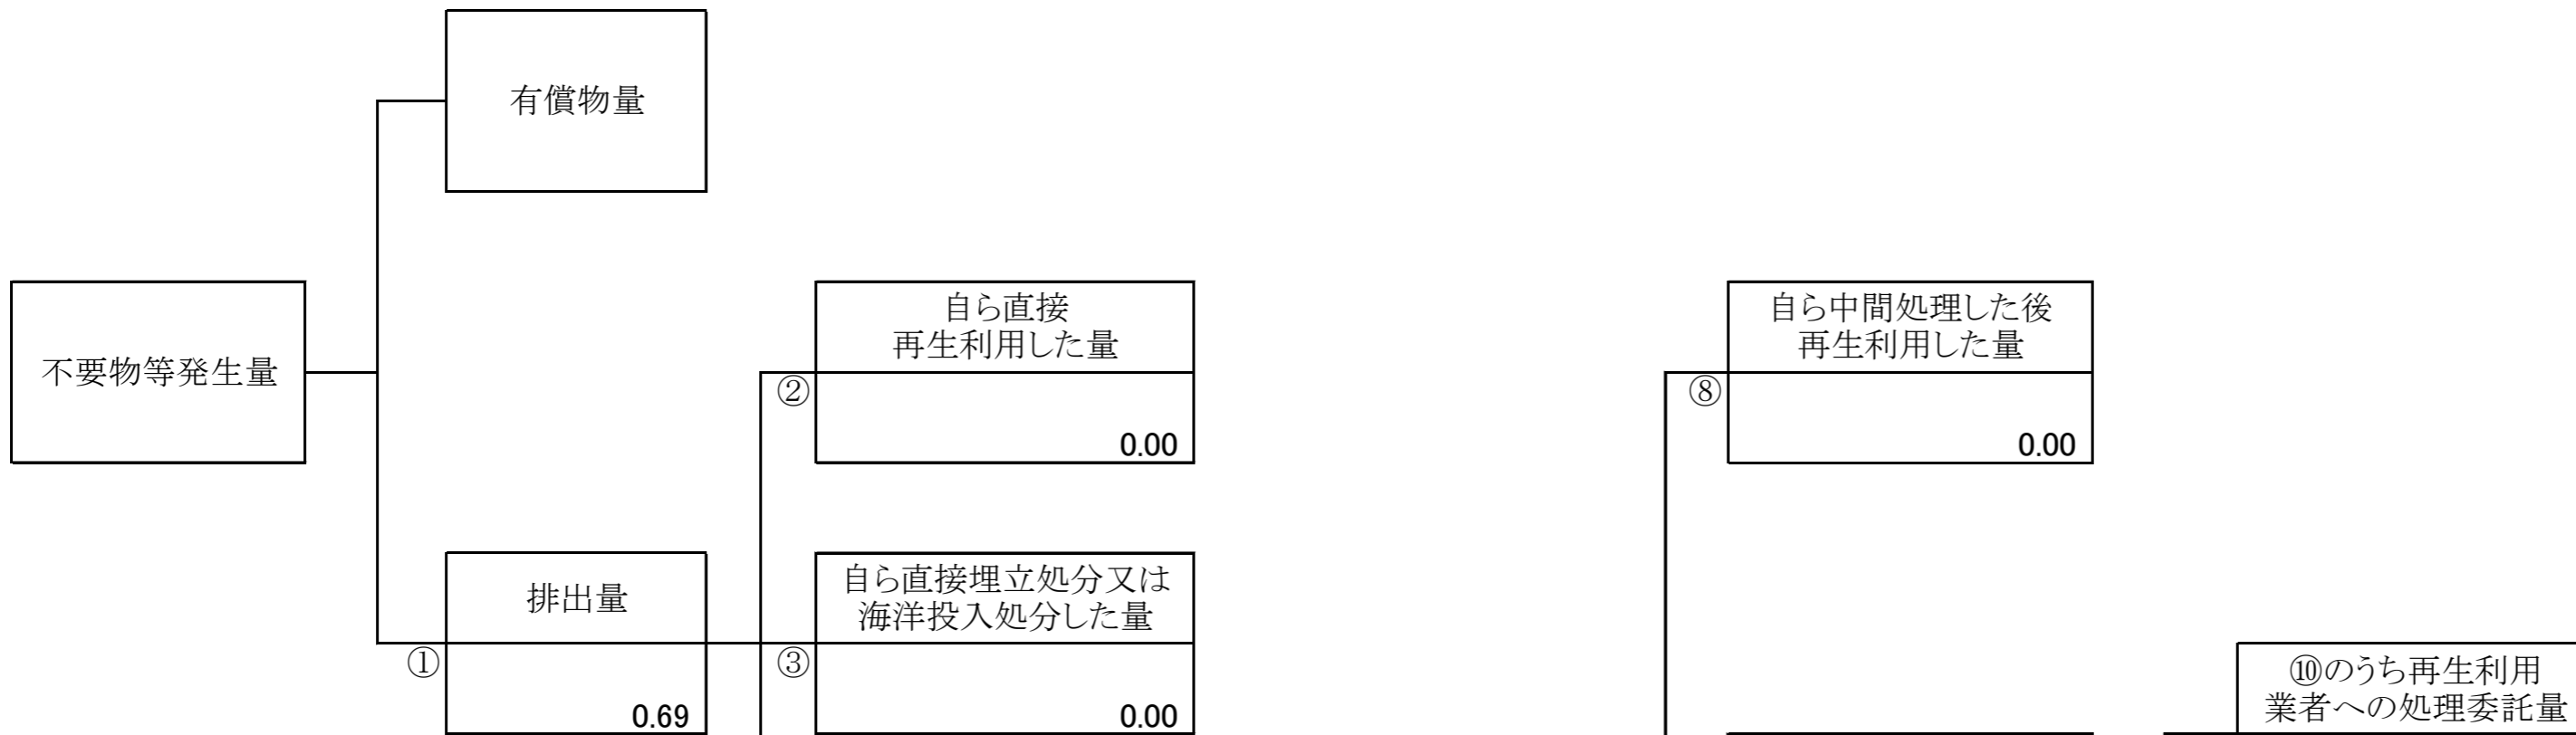 有償物量
不要物等発生量
自ら直接
再生利用した量
②
0.00
自ら中間処理した後
再生利用した量
⑧
0.00
排出量
①
0.69
自ら直接埋立処分又は
海洋投入処分した量
③
0.00
⑩のうち再生利用
業者への処理委託量